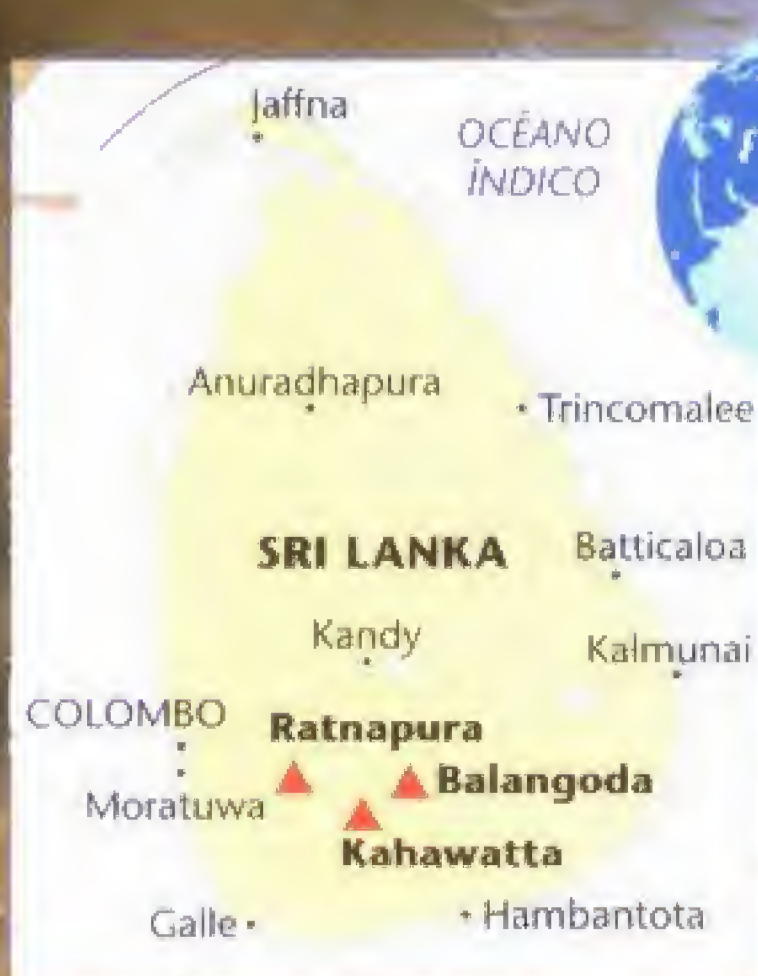 Jaffna
OCÉANO
ÍNDICO
Anuradhapura
Trincomalee
SRI LANKA
Batticaloa
Kandy
Kalmunai
COLOMBO
Ratnapura
Balangoda
Moratuwa
Kahawatta
Galle
Hambantota